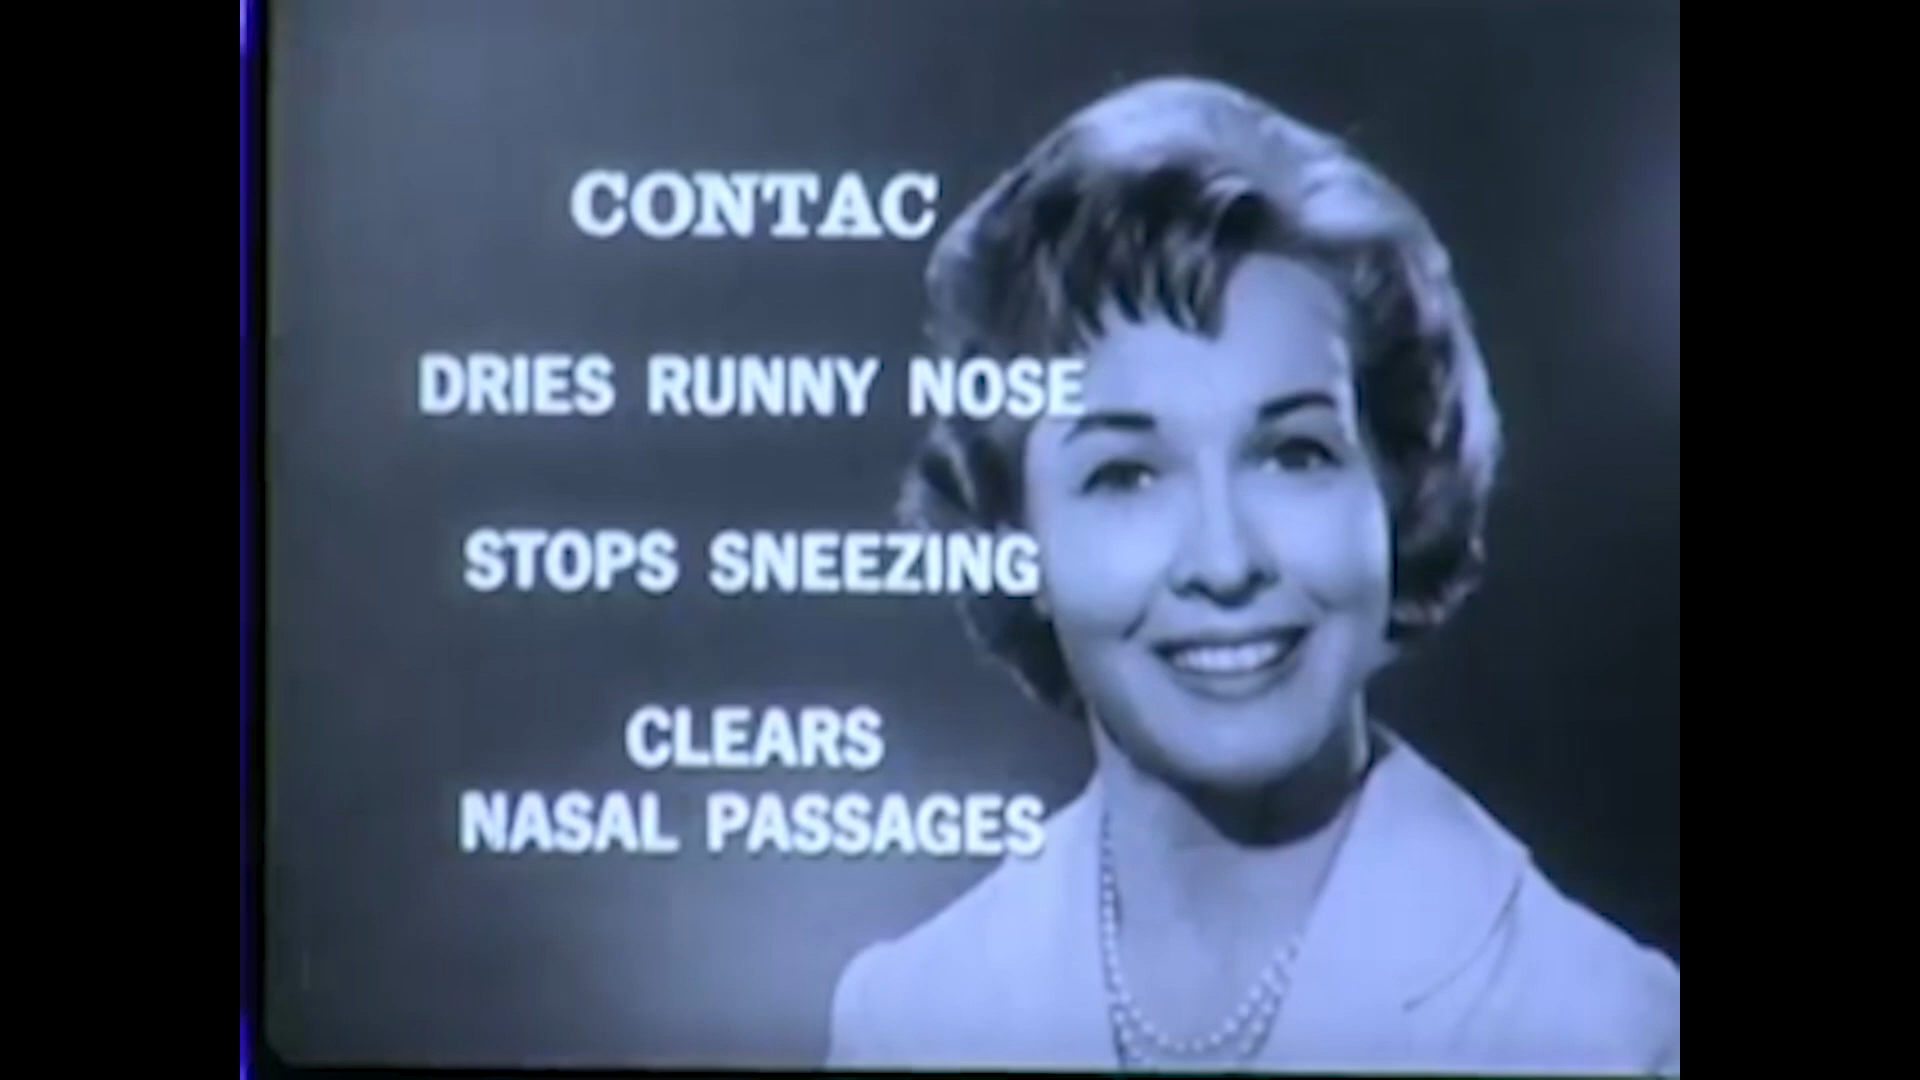 CONTAC
DRIES RUNNY NOSE
STOPS SNEEZING
CLEARS
NASAL PASSAGES